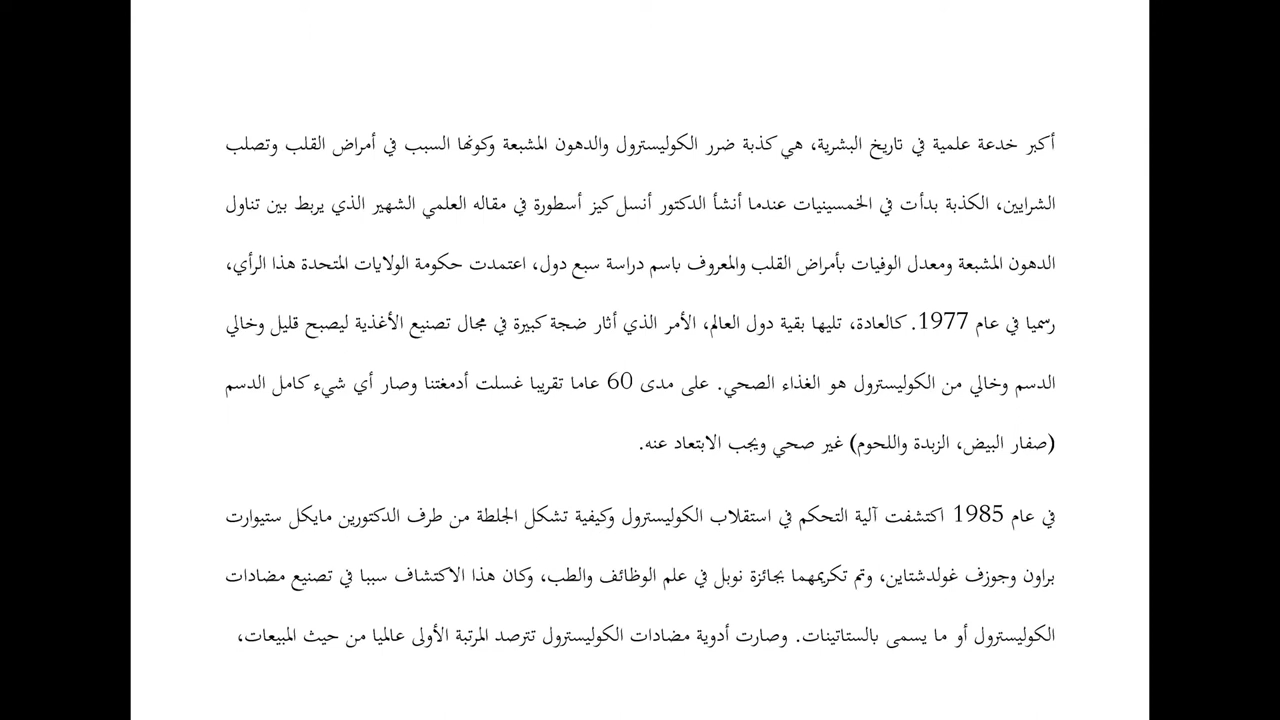 أكبر خدعة علمية في تاريخ البشرية، هي كذبة ضرر الكوليسترول والدهون المشبعة وكونها السبب في أمراض القلب وتصلب
الشرايين، الكذبة بدأت في الخمسينيات عندما أنشأ الدكتور أنسل كيز أسطورة في مقاله العلمي الشهير الذي يربط بين تناول
الدهون المشبعة ومعدل الوفيات بأمراض القلب والمعروف باسم دراسة سبع دول، اعتمدت حكومة الولايات المتحدة هذا الرأي،
رسميا في عام 1977. كالعادة، تليها بقية دول العالم، الأمر الذي أثار ضجة كبيرة في مجال تصنيع الأغذية ليصبح قليل وخالي
الدسم وخالي من الكوليسترول هو الغذاء الصحي. على مدى 60 عاما تقريبا غسلت أدمغتنا وصار أي شيء كامل الدسم
(صفار البيض، الزبدة واللحوم) غير صحي ويجب الابتعاد عنه.
في عام 1985 اكتشفت آلية التحكم في استقلاب الكوليسترول وكيفية تشكل الجلطة من طرف الدكتورين مايكل ستيوارت
براون وجوزف غولدشتاين، وتم تكريمهما بجائزة نوبل في علم الوظائف والطب، وكان هذا الاكتشاف سببا في تصنيع مضادات
الكوليسترول أو ما يسمى بالستاتينات. وصارت أدوية مضادات الكوليسترول تترصد المرتبة الأولى عالميا من حيث المبيعات،